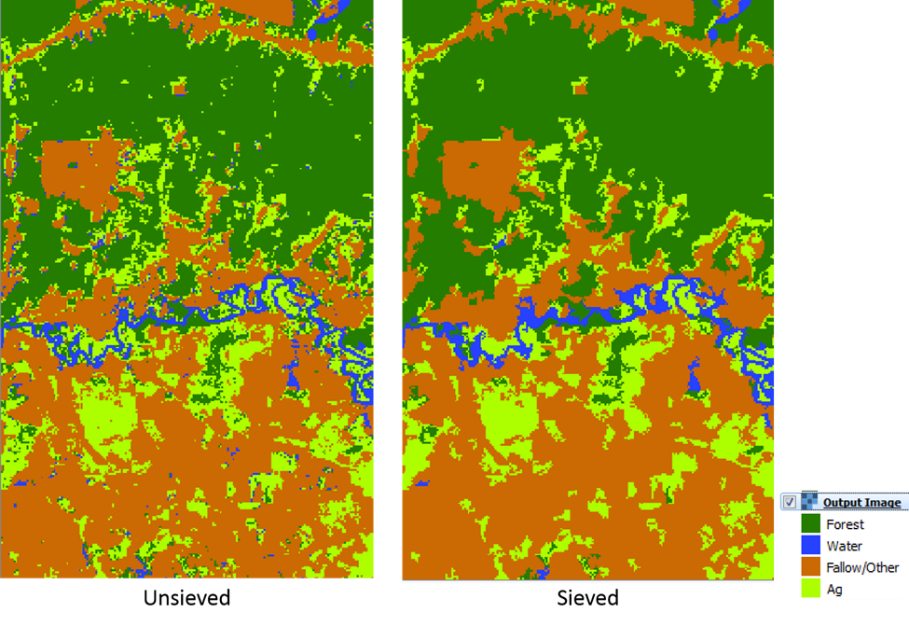 Output Image
Forest
Water
Fallow/Other
Ag
Unsieved
Sieved